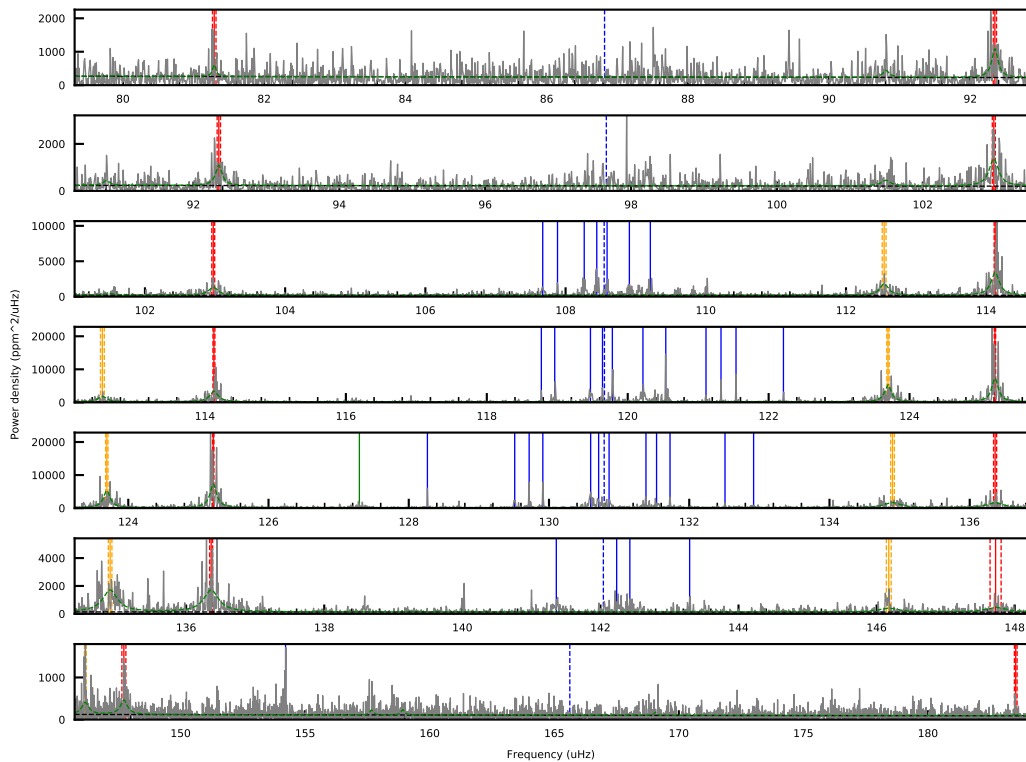 2000
1000
0
80 82 84 86 88 90 92
2000
0
92 94 96 98 100 102
10000
5000
0
102 104 106 108 110 112 114
20000
10000
0
114 116 118 120 122 124
Power density (ppm^2/uHz)
20000
10000
0
124 126 128 130 132 134 136
4000
2000
0
136 138 140 142 144 146 148
1000
0
150 155 160 165 170 175 180
Frequency (uHz)